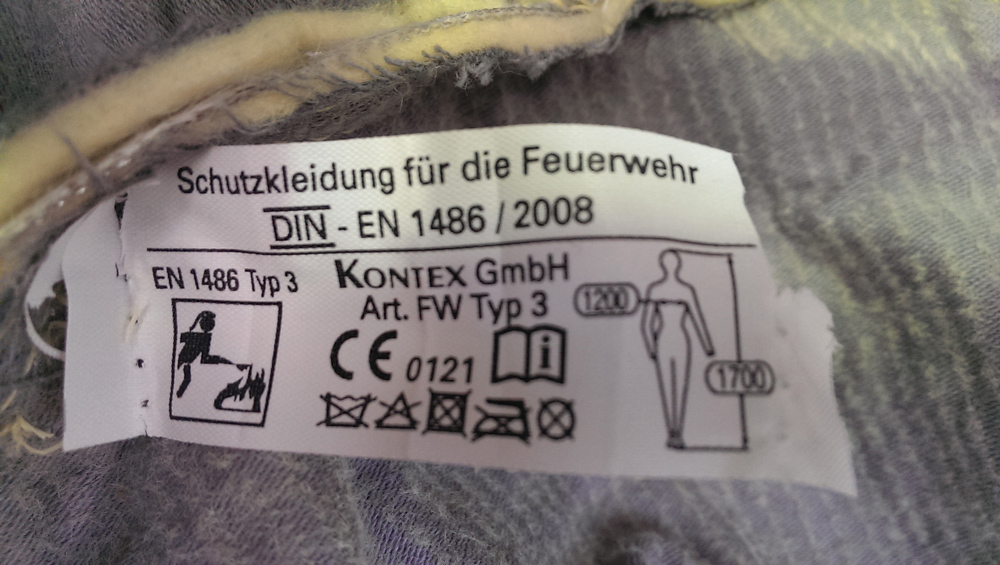 Schutzkleidung für die Feuerwehr
DIN - EN 1486 / 2008
EN 1486 Typ 3
KONTEX GmbH
Art. FW Typ 3
CE 0121
1200
1700